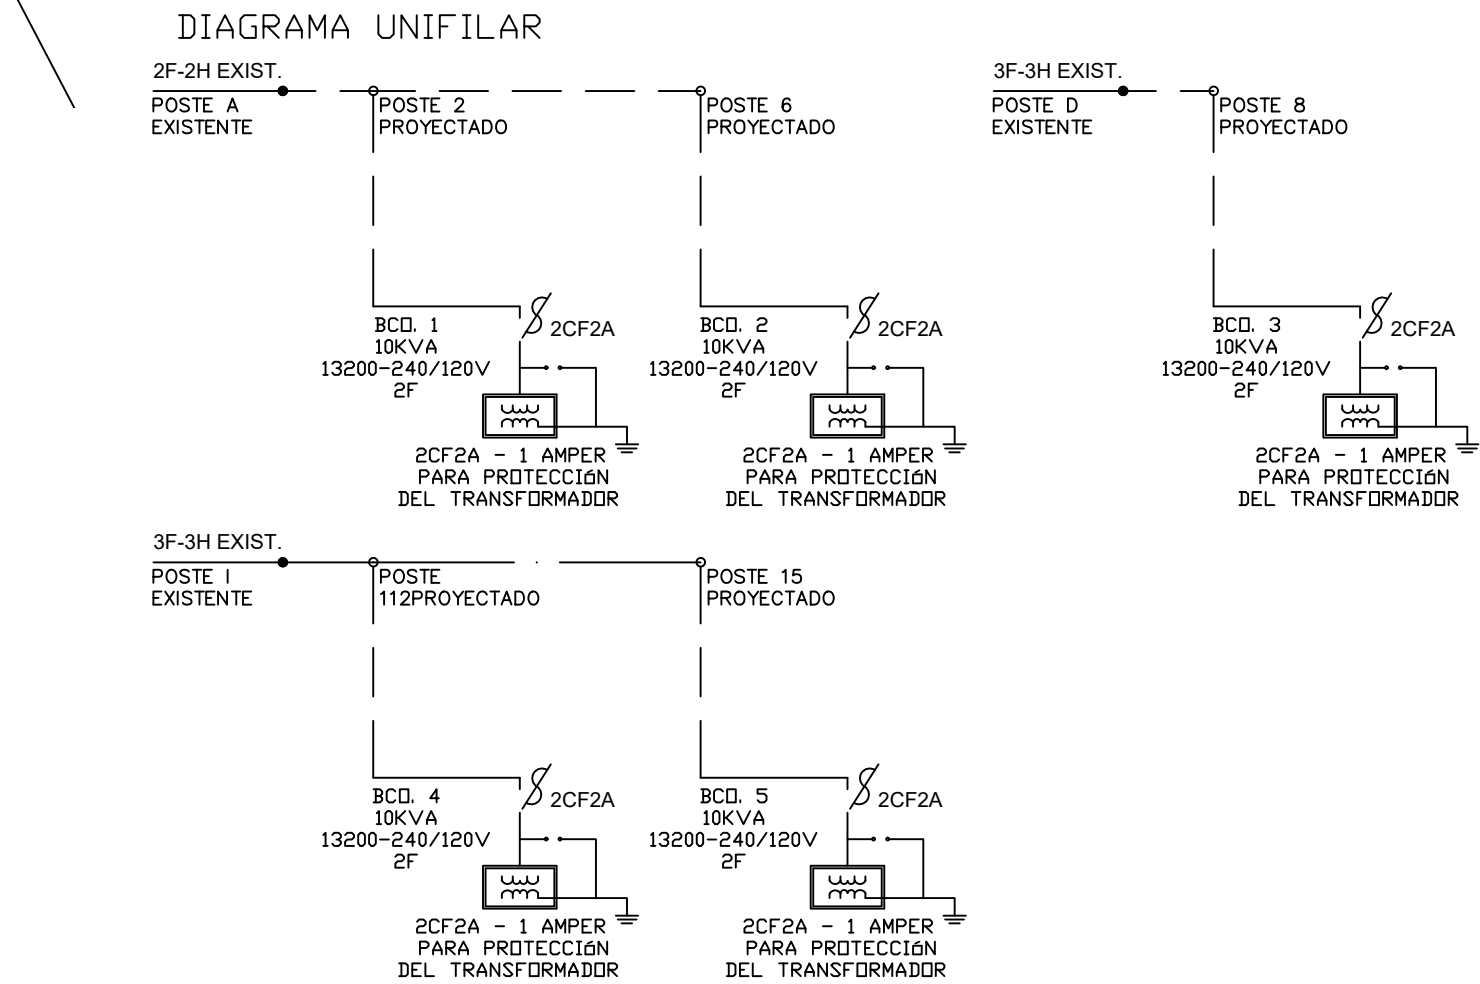 DIAGRAMA UNIFILAR
2F-2H EXIST.
POSTE A
EXISTENTE
POSTE 2
PROYECTADO
POSTE 6
PROYECTADO
3F-3H EXIST.
POSTE D
EXISTENTE
POSTE 8
PROYECTADO
BCO. 1
10KVA
13200-240/120V
2F
2CF2A
2CF2A - 1 AMPER
PARA PROTECCIóN
DEL TRANSFORMADOR
BCO. 2
10KVA
13200-240/120V
2F
2CF2A
2CF2A - 1 AMPER
PARA PROTECCIóN
DEL TRANSFORMADOR
BCO. 3
10KVA
13200-240/120V
2F
2CF2A
2CF2A - 1 AMPER
PARA PROTECCIóN
DEL TRANSFORMADOR
3F-3H EXIST.
POSTE I
EXISTENTE
POSTE
112PROYECTADO
POSTE 15
PROYECTADO
BCO. 4
10KVA
13200-240/120V
2F
2CF2A
2CF2A - 1 AMPER
PARA PROTECCIóN
DEL TRANSFORMADOR
BCO. 5
10KVA
13200-240/120V
2F
2CF2A
2CF2A - 1 AMPER
PARA PROTECCIóN
DEL TRANSFORMADOR